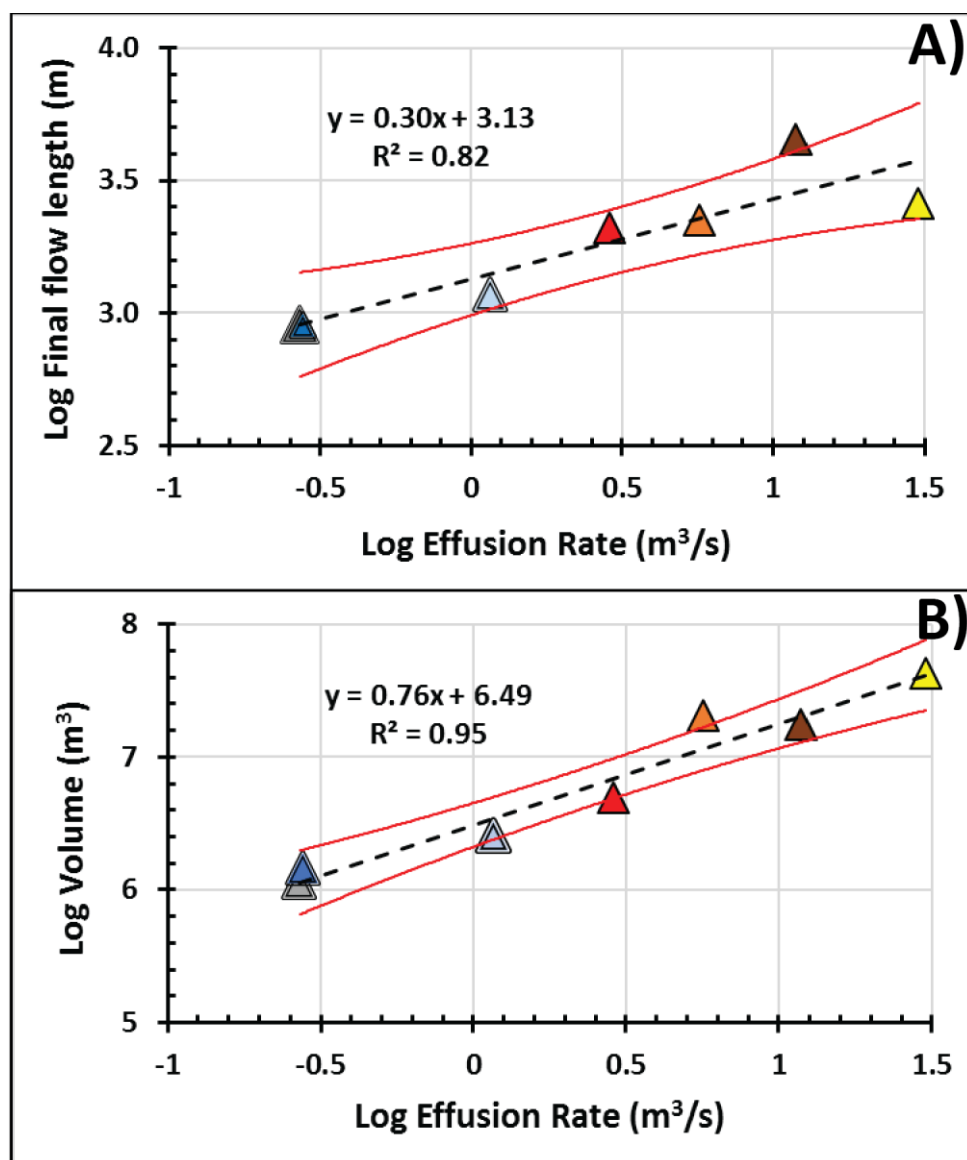 A)
Log Final flow length (m)
4.0
3.5
3.0
2.5
y = 0.30x + 3.13
R² = 0.82
-1 -0.5 0 0.5 1 1.5
Log Effusion Rate (m³/s)
B)
Log Volume (m³)
8
7
6
5
y = 0.76x + 6.49
R² = 0.95
-1 -0.5 0 0.5 1 1.5
Log Effusion Rate (m³/s)